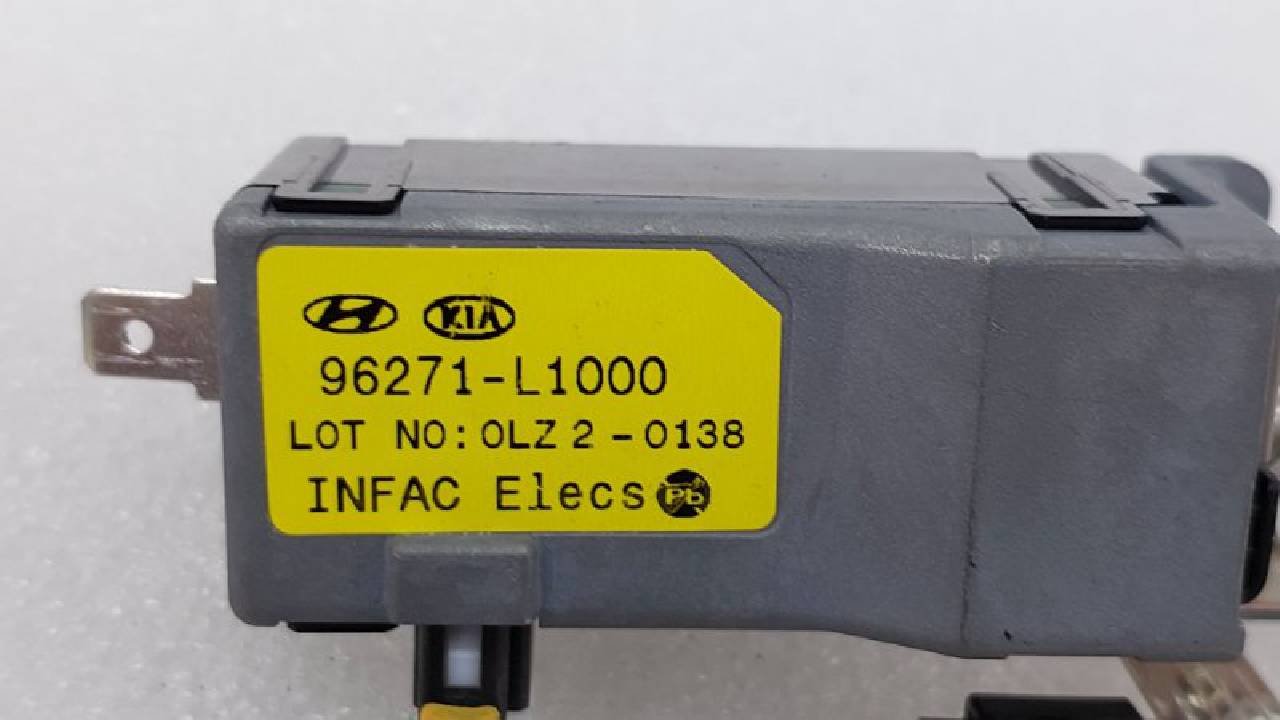 KIA
96271-L1000
LOT NO: 0LZ 2 - 0138
INFAC Elecs Pb